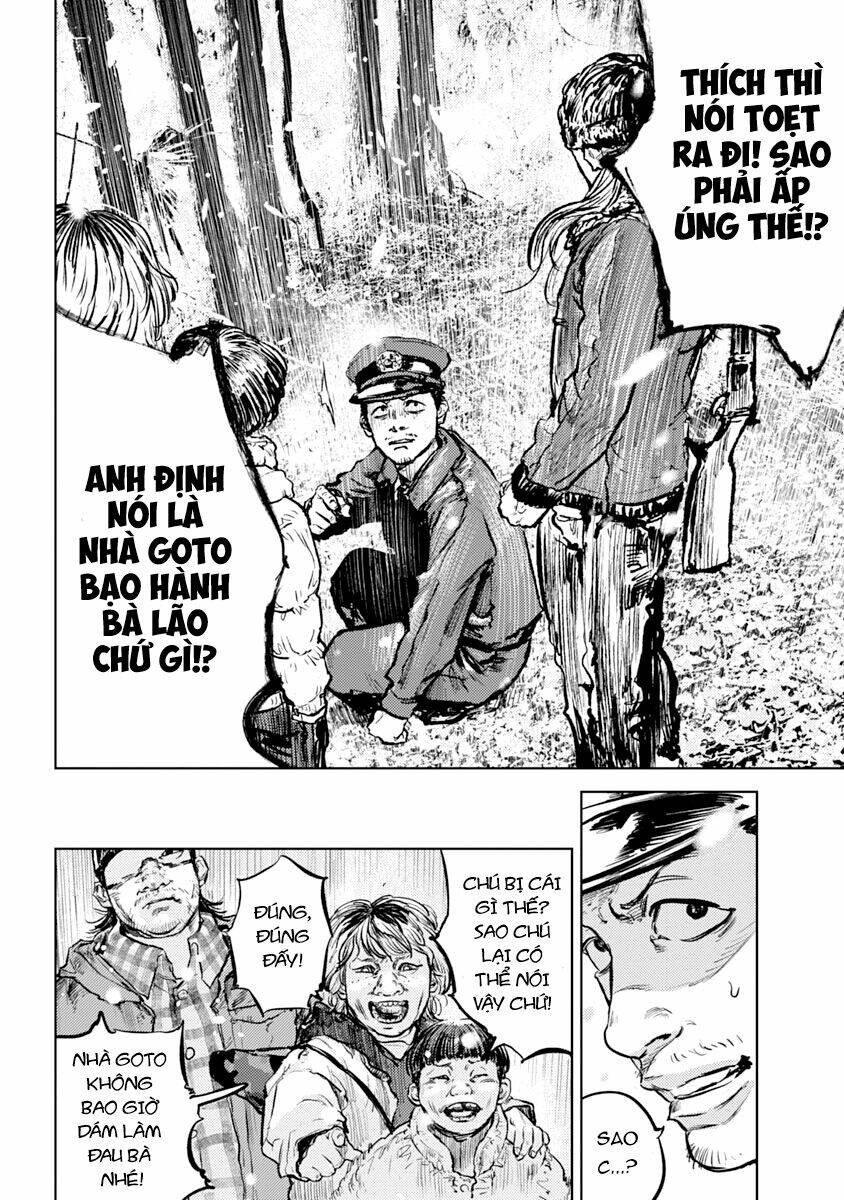 THÍCH THÌ
NÓI TOẸT
RA ĐI! SAO
PHẢI ẤP
ÚNG THẾ!?
ANH ĐỊNH
NÓI LÀ
NHÀ GOTO
BẠO HÀNH
BÀ LÃO
CHỨ GÌ!?
SAO
C...?
CHÚ BỊ CÁI
GÌ THẾ?
SAO CHÚ
LẠI CÓ
THỂ NÓI
VẬY CHỨ!
ĐÚNG,
ĐÚNG
ĐẤY!
NHÀ GOTO
KHÔNG
BAO GIỜ
DÁM LÀM
ĐAU BÀ
NHÉ!